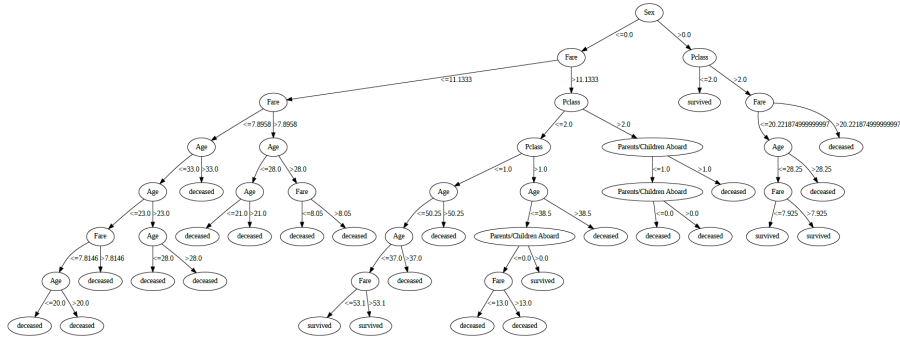 Sex
<=0.0 >0.0
Fare Pclass
<=11.1333 >11.1333 <=2.0 >2.0
Fare Pclass survived Fare
<=7.8958 >7.8958 <=2.0 >2.0 <=20.221874999999997 >20.221874999999997
Age Age Pclass Parents/Children Aboard Age deceased
<=33.0 >33.0 <=28.0 >28.0 <=1.0 >1.0 <=1.0 >1.0 <=28.25 >28.25
Age deceased Age Fare Age Age Parents/Children Aboard deceased Fare deceased
<=23.0 >23.0 <=21.0 >21.0 <=8.05 >8.05 <=50.25 >50.25 <=38.5 >38.5 <=0.0 >0.0 <=7.925 >7.925
Fare Age deceased deceased deceased deceased Age deceased Parents/Children Aboard deceased deceased deceased survived survived
<=7.8146 >7.8146 <=28.0 >28.0 <=37.0 >37.0 <=0.0 >0.0
Age deceased deceased deceased Fare deceased Fare survived
<=20.0 >20.0 <=53.1 >53.1 <=13.0 >13.0
deceased deceased survived survived deceased deceased